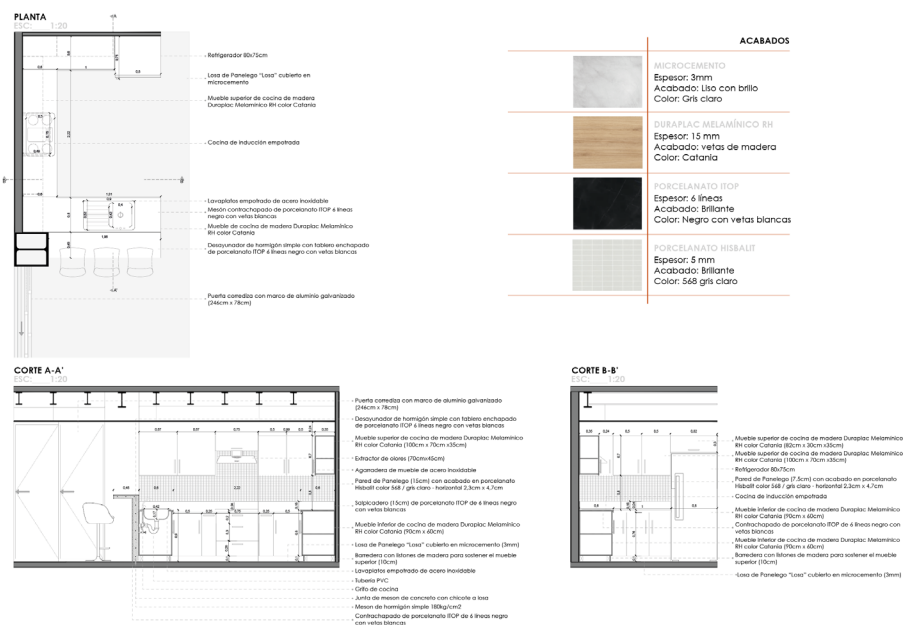 PLANTA
ESC: 1:20
A
Refrigerador 80x75cm
Losa de Panelego "Losa" cubierto en
microcemento
Mueble superior de cocina de madera
Duraplac Melamínico RH color Catania
Cocina de inducción empotrada
Lavaplatos empotrado de acero inoxidable
Mesón contrachapado de porcelanato ITOP 6 líneas
negro con vetas blancas
Mueble de cocina de madera Duraplac Melamínico
RH color Catania
Desayunador de hormigón simple con tablero enchapado
de porcelanato ITOP 6 líneas negro con vetas blancas
A'
Puerta corrediza con marco de aluminio galvanizado
(246cm x 78cm)
ACABADOS
MICROCEMENTO
Espesor: 3mm
Acabado: Liso con brillo
Color: Gris claro
DURAPLAC MELAMÍNICO RH
Espesor: 15 mm
Acabado: vetas de madera
Color: Catania
PORCELANATO ITOP
Espesor: 6 líneas
Acabado: Brillante
Color: Negro con vetas blancas
PORCELANATO HISBALIT
Espesor: 5 mm
Acabado: Brillante
Color: 568 gris claro
CORTE A-A'
ESC: 1:20
Puerta corrediza con marco de aluminio galvanizado
(246cm x 78cm)
Desayunador de hormigón simple con tablero enchapado
de porcelanato ITOP 6 líneas negro con vetas blancas
Mueble superior de cocina de madera Duraplac Melamínico
RH color Catania (100cm x 70cm x35cm)
Extractor de olores (70cmx45cm)
Agarradera de mueble de acero inoxidable
Pared de Panelego (15cm) con acabado en porcelanato
Hisbalit color 568 / gris claro - horizontal 2,3cm x 4,7cm
Salpicadera (15cm) de porcelanato ITOP de 6 líneas negro
con vetas blancas
Mueble inferior de cocina de madera Duraplac Melamínico
RH color Catania (90cm x 60cm)
Losa de Panelego "Losa" cubierto en microcemento (3mm)
Barredera con listones de madera para sostener el mueble
superior (10cm)
Lavaplatos empotrado de acero inoxidable
Tubería PVC
Grifo de cocina
Junta de meson de concreto con chicote a losa
Meson de hormigón simple 180kg/cm2
Contrachapado de porcelanato ITOP de 6 líneas negro
con vetas blancas
CORTE B-B'
ESC: 1:20
Mueble superior de cocina de madera Duraplac Melamínico
RH color Catania (82cm x 30cm x35cm)
Mueble superior de cocina de madera Duraplac Melamínico
RH color Catania (100cm x 70cm x35cm)
Refrigerador 80x75cm
Pared de Panelego (7.5cm) con acabado en porcelanato
Hisbalit color 568 / gris claro - horizontal 2,3cm x 4,7cm
Cocina de inducción empotrada
Mueble inferior de cocina de madera Duraplac Melamínico
RH color Catania (90cm x 60cm)
Contrachapado de porcelanato ITOP de 6 líneas negro con
vetas blancas
Mueble inferior de cocina de madera Duraplac Melamínico
RH color Catania (90cm x 60cm)
Barredera con listones de madera para sostener el mueble
superior (10cm)
Losa de Panelego "Losa" cubierto en microcemento (3mm)